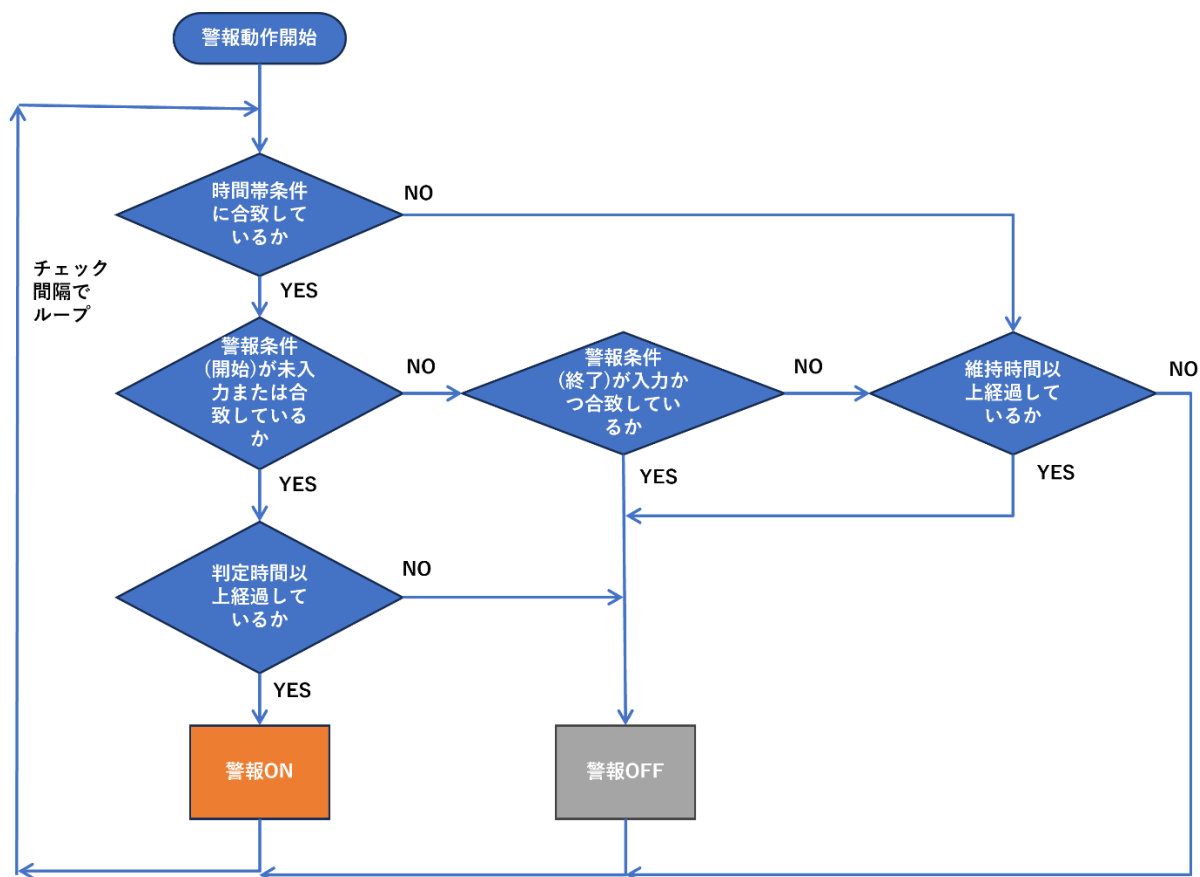 警報動作開始
時間帯条件
に合致して
いるか
NO
YES
チェック
間隔で
ループ
警報条件
(開始)が未入
力または合
致しているか
か
NO
警報条件
(終了)が入力か
つ合致してい
るか
NO
維持時間以
上経過して
いるか
NO
YES
YES
YES
判定時間以
上経過して
いるか
NO
YES
警報ON
警報OFF